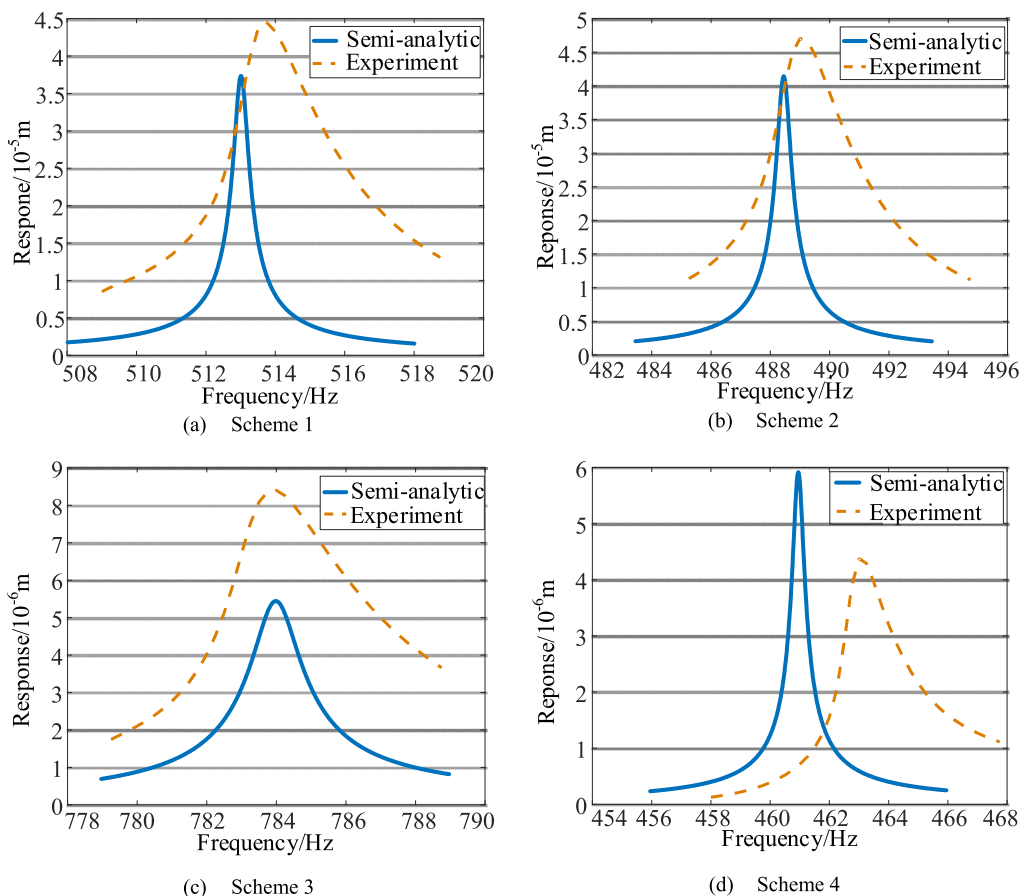 4.5
4
3.5
3
2.5
2
1.5
1
0.5
0
Respone/10⁻⁵m
Semi-analytic
Experiment
508 510 512 514 516 518 520
Frequency/Hz
(a) Scheme 1
5
4.5
4
3.5
3
2.5
2
1.5
1
0.5
0
Reponse/10⁻⁵m
Semi-analytic
Experiment
482 484 486 488 490 492 494 496
Frequency/Hz
(b) Scheme 2
9
8
7
6
5
4
3
2
1
0
Response/10⁻⁶m
Semi-analytic
Experiment
778 780 782 784 786 788 790
Frequency/Hz
(c) Scheme 3
6
5
4
3
2
1
0
Reponse/10⁻⁶m
Semi-analytic
Experiment
454 456 458 460 462 464 466 468
Frequency/Hz
(d) Scheme 4